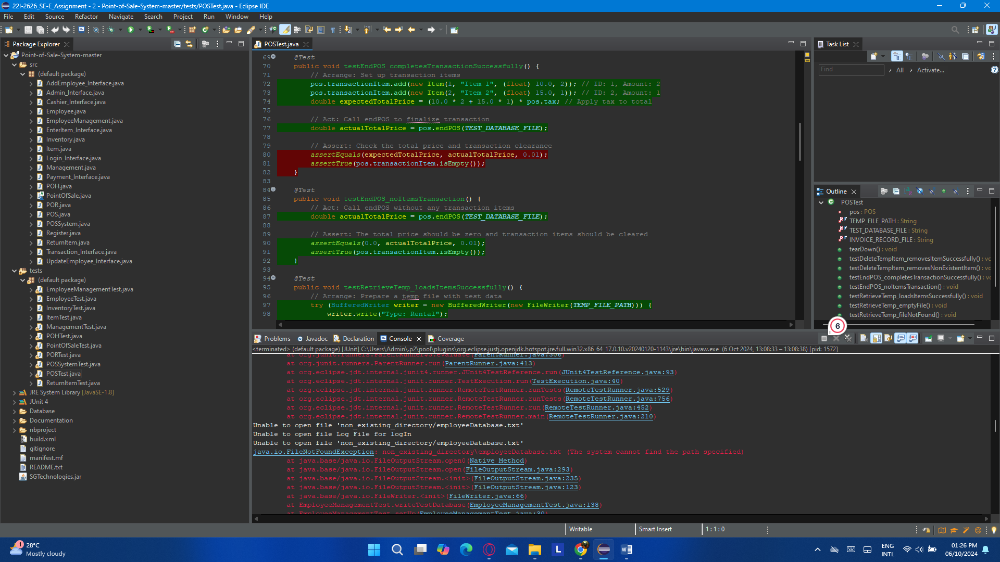 22I-2626_SE-E_Assignment - 2 - Point-of-Sale-System-master/tests/POSTest.java - Eclipse IDE
File Edit Source Refactor Navigate Search Project Run Window Help
Package Explorer
Point-of-Sale-System-master
src
(default package)
AddEmployee_Interface.java
Admin_Interface.java
Cashier_Interface.java
Employee.java
EmployeeManagement.java
EnterItem_Interface.java
Inventory.java
Item.java
Login_Interface.java
Management.java
Payment_Interface.java
POH.java
PointOfSale.java
POR.java
POS.java
POSSystem.java
Register.java
ReturnItem.java
Transaction_Interface.java
UpdateEmployee_Interface.java
tests
(default package)
EmployeeManagementTest.java
EmployeeTest.java
InventoryTest.java
ItemTest.java
ManagementTest.java
POHTest.java
PointOfSaleTest.java
PORTest.java
POSSystemTest.java
POSTest.java
ReturnItemTest.java
JRE System Library [JavaSE-1.8]
JUnit 4
Database
Documentation
nbproject
build.xml
gitignore
manifest.mf
README.txt
SGTechnologies.jar
POSTest.java
69 @Test
70 public void testEndPOS_completesTransactionSuccessfully() {
71 // Arrange: Set up transaction items
72 pos.transactionItem.add(new Item(1, "Item 1", (float) 10.0, 2)); // ID: 1, Amount: 2
73 pos.transactionItem.add(new Item(2, "Item 2", (float) 15.0, 1)); // ID: 2, Amount: 1
74 double expectedTotalPrice = (10.0 * 2 + 15.0 * 1) * pos.tax; // Apply tax to total
75
76 // Act: Call endPOS to finalize transaction
77 double actualTotalPrice = pos.endPOS(TEST_DATABASE_FILE);
78
79 // Assert: Check the total price and transaction clearance
80 assertEquals(expectedTotalPrice, actualTotalPrice, 0.01);
81 assertTrue(pos.transactionItem.isEmpty());
82 }
83
84 @Test
85 public void testEndPOS_noItemsTransaction() {
86 // Act: Call endPOS without any transaction items
87 double actualTotalPrice = pos.endPOS(TEST_DATABASE_FILE);
88
89 // Assert: The total price should be zero and transaction items should be cleared
90 assertEquals(0.0, actualTotalPrice, 0.01);
91 assertTrue(pos.transactionItem.isEmpty());
92 }
93
94 @Test
95 public void testRetrieveTemp_loadsItemsSuccessfully() {
96 // Arrange: Prepare a temp file with test data
97 try (BufferedWriter writer = new BufferedWriter(new FileWriter(TEMP_FILE_PATH))) {
98 writer.write("Type: Rental");
Task List
Find All Activate...
Outline
POSTest
pos : POS
TEMP_FILE_PATH : String
TEST_DATABASE_FILE : String
INVOICE_RECORD_FILE : String
tearDown() : void
testDeleteTempItem_removesItemSuccessfully() : vo
testDeleteTempItem_removesNonExistentItem() : vo
testEndPOS_completesTransactionSuccessfully() : vo
testEndPOS_noItemsTransaction() : void
testRetrieveTemp_loadsItemsSuccessfully() : void
testRetrieveTemp_emptyFile() : void
testRetrieveTemp_fileNotFound() : void
6
Problems Javadoc Declaration Console Coverage
<terminated> (default package) [JUnit] C:\Users\Admin\.p2\pool\plugins\org.eclipse.justj.openjdk.hotspot.jre.full.win32.x86_64_17.0.10.v20240120-1143\jre\bin\javaw.exe (6 Oct 2024, 13:08:33 – 13:08:38) [pid: 1572]
at org.junit.runners.ParentRunner$3.evaluate(ParentRunner.java:306)
at org.junit.runners.ParentRunner.run(ParentRunner.java:413)
at org.eclipse.jdt.internal.junit4.runner.JUnit4TestReference.run(JUnit4TestReference.java:93)
at org.eclipse.jdt.internal.junit.runner.TestExecution.run(TestExecution.java:40)
at org.eclipse.jdt.internal.junit.runner.RemoteTestRunner.runTests(RemoteTestRunner.java:529)
at org.eclipse.jdt.internal.junit.runner.RemoteTestRunner.runTests(RemoteTestRunner.java:756)
at org.eclipse.jdt.internal.junit.runner.RemoteTestRunner.run(RemoteTestRunner.java:452)
at org.eclipse.jdt.internal.junit.runner.RemoteTestRunner.main(RemoteTestRunner.java:210)
Unable to open file 'non_existing_directory/employeeDatabase.txt'
Unable to open file Log File for logIn
Unable to open file 'non_existing_directory/employeeDatabase.txt'
java.io.FileNotFoundException: non_existing_directory\employeeDatabase.txt (The system cannot find the path specified)
at java.base/java.io.FileOutputStream.open0(Native Method)
at java.base/java.io.FileOutputStream.open(FileOutputStream.java:293)
at java.base/java.io.FileOutputStream.<init>(FileOutputStream.java:235)
at java.base/java.io.FileOutputStream.<init>(FileOutputStream.java:123)
at java.base/java.io.FileWriter.<init>(FileWriter.java:66)
at EmployeeManagementTest.writeTestDatabase(EmployeeManagementTest.java:138)
at EmployeeManagementTest.setUp(EmployeeManagementTest.java:30)
Writable Smart Insert 1 : 1 : 0
1
28°C
Mostly cloudy
L
ENG
INTL
01:26 PM
06/10/2024